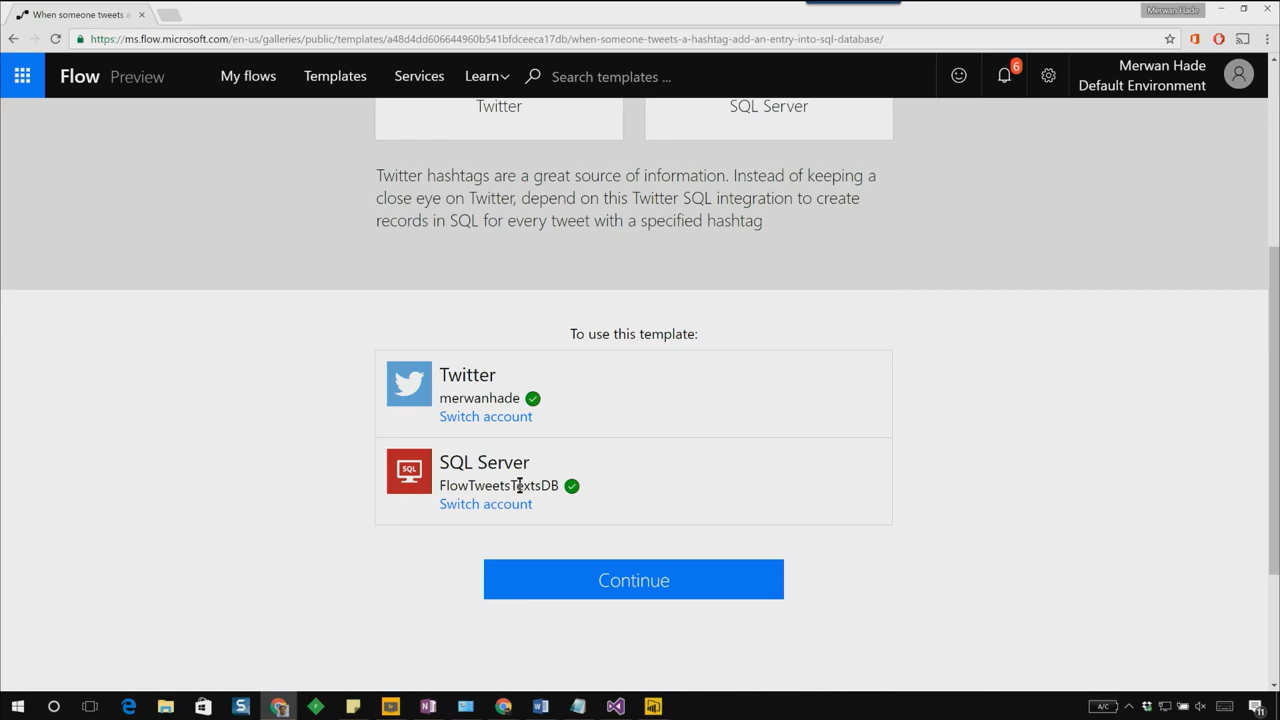 When someone tweets a
Merwan Hade
https://ms.flow.microsoft.com/en-us/galleries/public/templates/a48d4dd606644960b541bfdceeca17db/when-someone-tweets-a-hashtag-add-an-entry-into-sql-database/
Flow Preview My flows Templates Services Learn Search templates ... 6 Merwan Hade
Default Environment
Twitter SQL Server
Twitter hashtags are a great source of information. Instead of keeping a
close eye on Twitter, depend on this Twitter SQL integration to create
records in SQL for every tweet with a specified hashtag
To use this template:
Twitter
merwanhade
Switch account
SQL
SQL Server
FlowTweetsTextsDB
Switch account
Continue
A/C 11